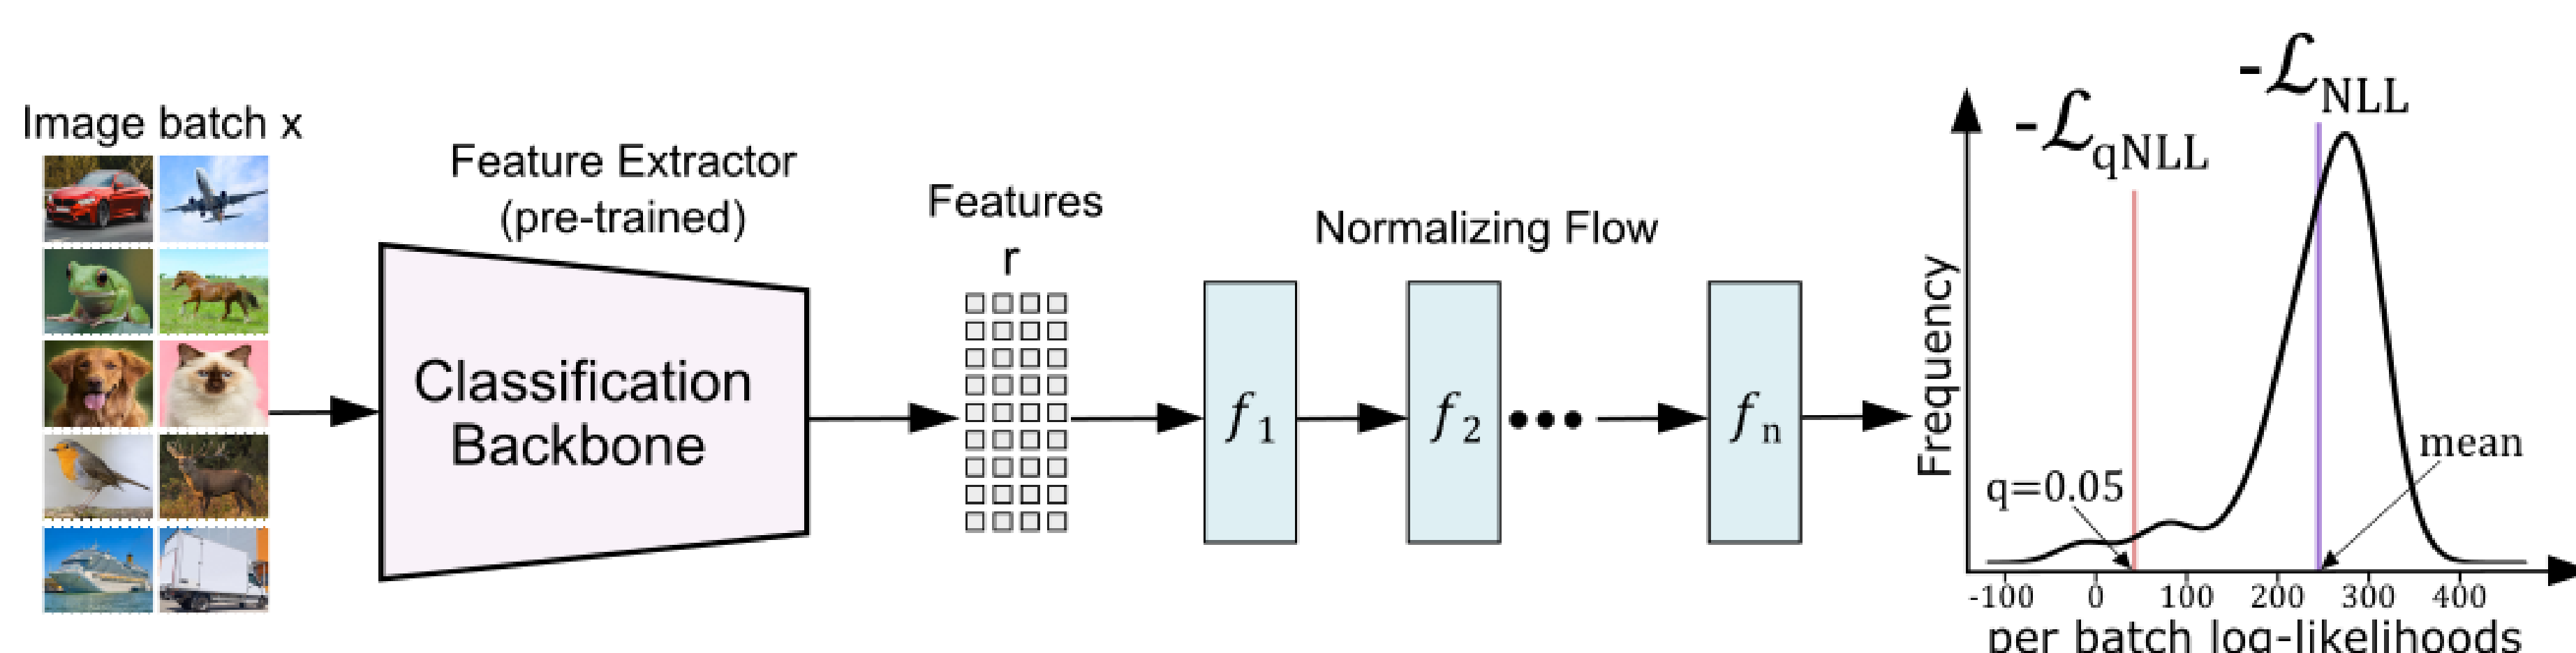 Image batch x
Feature Extractor
(pre-trained)
Classification
Backbone
Features
r
Normalizing Flow
f1
f2
fn
-ℒNLL
-ℒqNLL
Frequency
mean
q=0.05
-100 0 100 200 300 400
per batch log-likelihoods